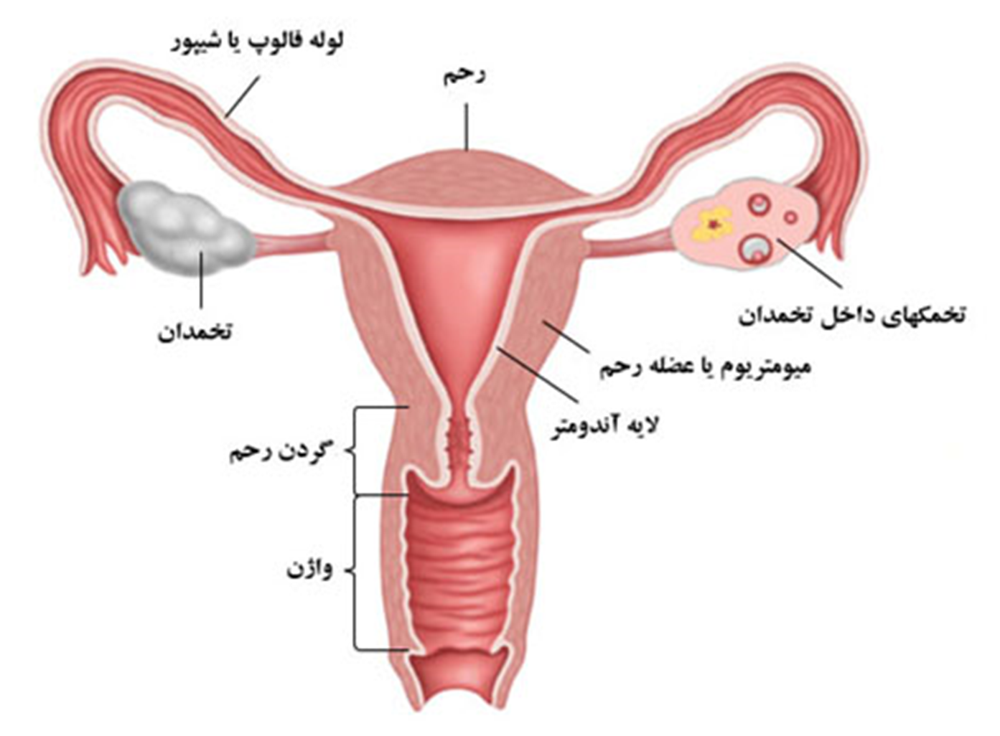 لوله فالوپ یا شیپور
رحم
تخمکهای داخل تخمدان
تخمدان
میومتریوم یا عضله رحم
لایه آندومتر
گردن رحم
واژن